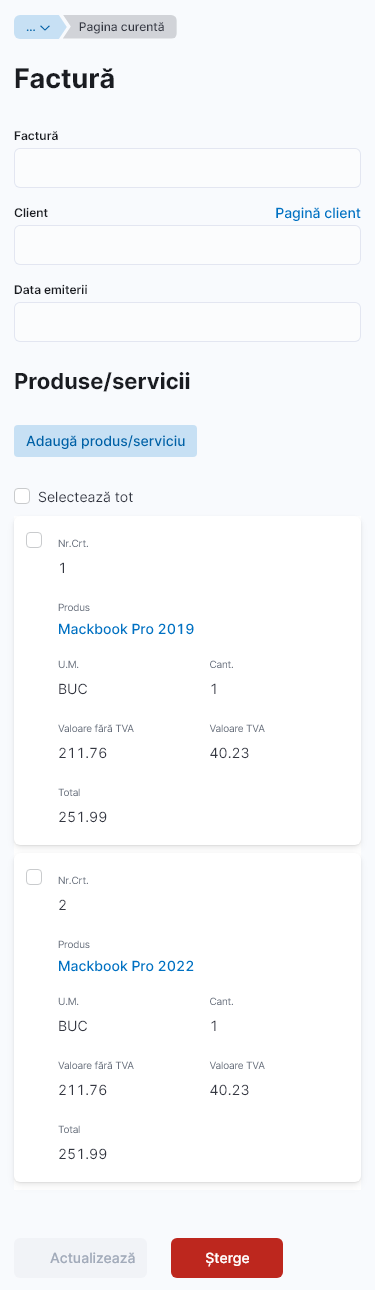 ... Pagina curentă
Factură
Factură
Client Pagină client
Data emiterii
Produse/servicii
Adaugă produs/serviciu
Selectează tot
Nr.Crt.
1
Produs
Mackbook Pro 2019
U.M. Cant.
BUC 1
Valoare fără TVA Valoare TVA
211.76 40.23
Total
251.99
Nr.Crt.
2
Produs
Mackbook Pro 2022
U.M. Cant.
BUC 1
Valoare fără TVA Valoare TVA
211.76 40.23
Total
251.99
Actualizează Șterge